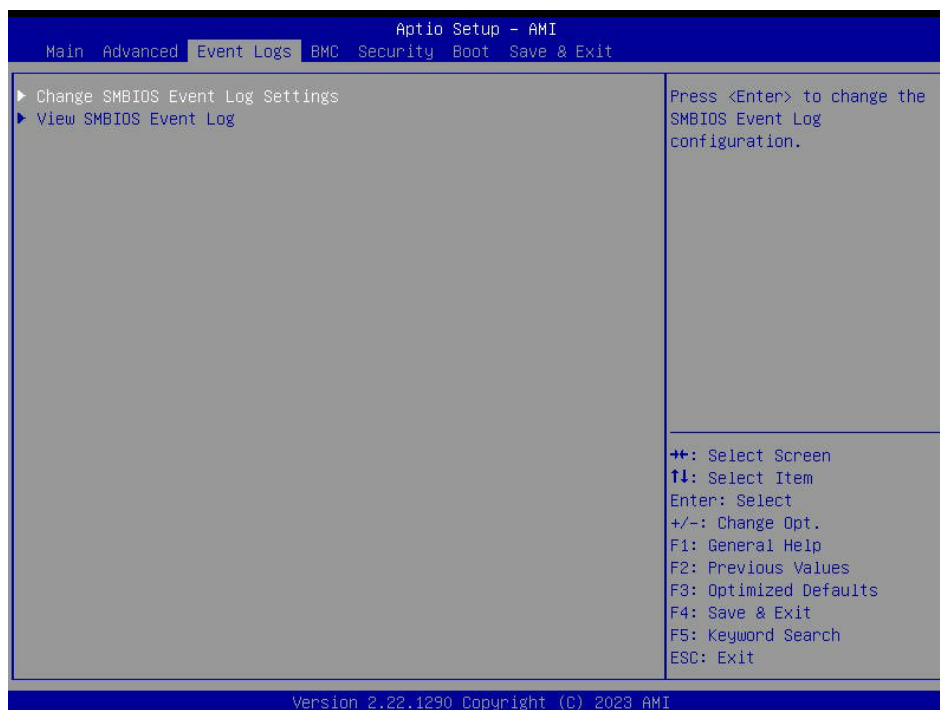 Aptio Setup - AMI
Main Advanced Event Logs BMC Security Boot Save & Exit
▶ Change SMBIOS Event Log Settings
▶ View SMBIOS Event Log
Press <Enter> to change the
SMBIOS Event Log
configuration.
→←: Select Screen
↑↓: Select Item
Enter: Select
+/-: Change Opt.
F1: General Help
F2: Previous Values
F3: Optimized Defaults
F4: Save & Exit
F5: Keyword Search
ESC: Exit
Version 2.22.1290 Copyright (C) 2023 AMI